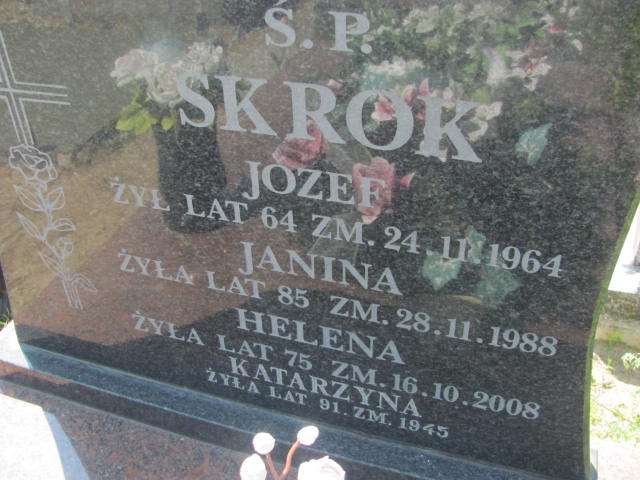 Ś. P.
SKROK
JOZEF
ŻYŁ LAT 64 ZM. 24.11.1964
JANINA
ŻYŁA LAT 85 ZM. 28.11.1988
HELENA
ŻYŁA LAT 75 ZM. 16.10.2008
KATARZYNA
ŻYŁA LAT 91. ZM. 1945